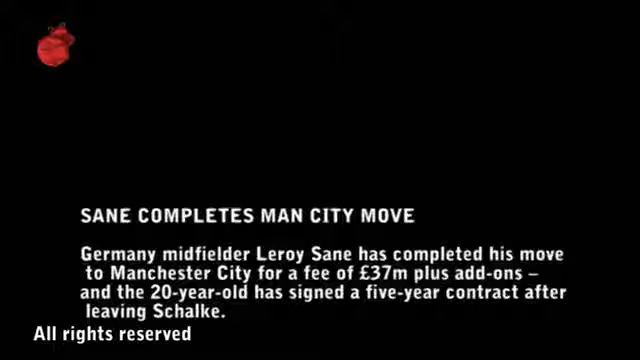 SANE COMPLETES MAN CITY MOVE
Germany midfielder Leroy Sane has completed his move
to Manchester City for a fee of £37m plus add-ons –
and the 20-year-old has signed a five-year contract after
leaving Schalke.
All rights reserved